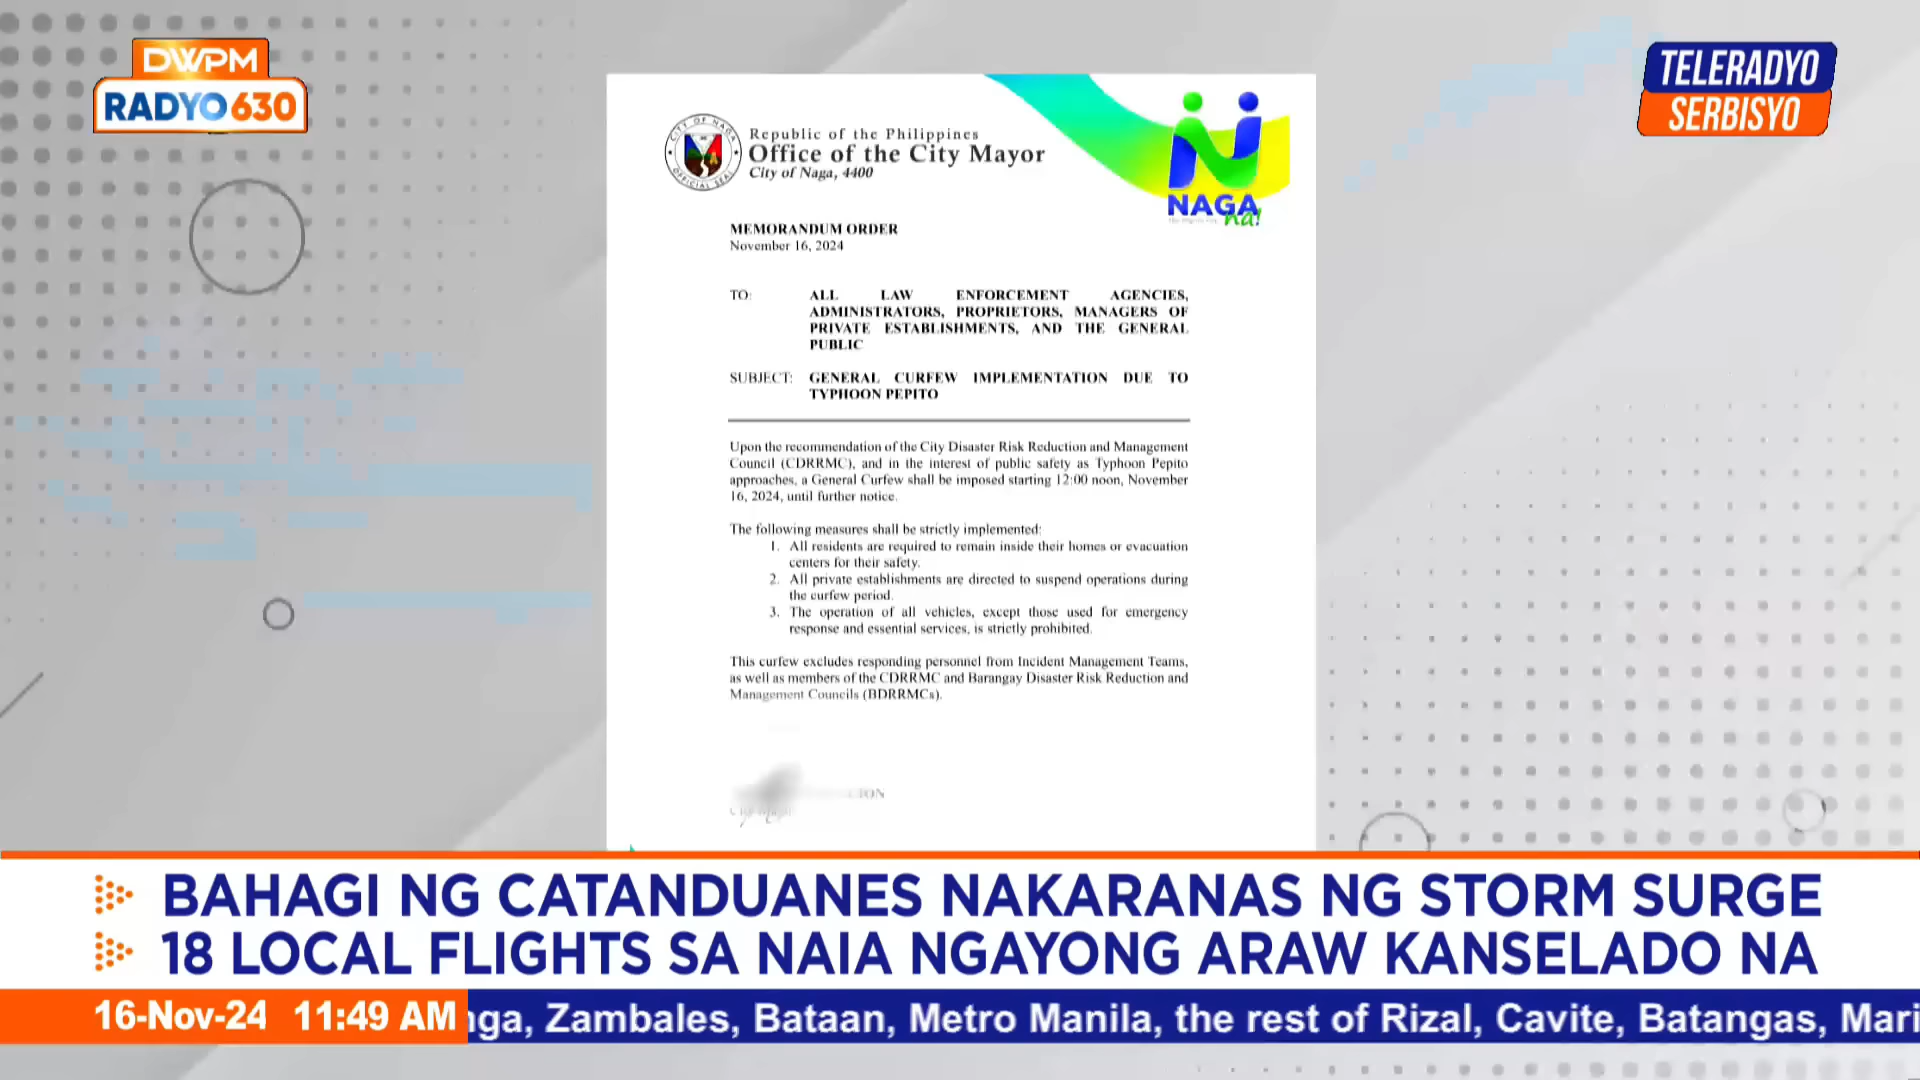 DWPM
RADYO 630
TELERADYO
SERBISYO
CITY OF NAGA
OFFICIAL SEAL
Republic of the Philippines
Office of the City Mayor
City of Naga, 4400
NAGA
na!
MEMORANDUM ORDER
November 16, 2024
TO: ALL LAW ENFORCEMENT AGENCIES,
ADMINISTRATORS, PROPRIETORS, MANAGERS OF
PRIVATE ESTABLISHMENTS, AND THE GENERAL
PUBLIC
SUBJECT: GENERAL CURFEW IMPLEMENTATION DUE TO
TYPHOON PEPITO
Upon the recommendation of the City Disaster Risk Reduction and Management
Council (CDRRMC), and in the interest of public safety as Typhoon Pepito
approaches, a General Curfew shall be imposed starting 12:00 noon, November
16, 2024, until further notice.
The following measures shall be strictly implemented:
1. All residents are required to remain inside their homes or evacuation
centers for their safety.
2. All private establishments are directed to suspend operations during
the curfew period.
3. The operation of all vehicles, except those used for emergency
response and essential services, is strictly prohibited.
This curfew excludes responding personnel from Incident Management Teams,
as well as members of the CDRRMC and Barangay Disaster Risk Reduction and
Management Councils (BDRRMCs).
BAHAGI NG CATANDUANES NAKARANAS NG STORM SURGE
18 LOCAL FLIGHTS SA NAIA NGAYONG ARAW KANSELADO NA
16-Nov-24 11:49 AM nga, Zambales, Bataan, Metro Manila, the rest of Rizal, Cavite, Batangas, Mari